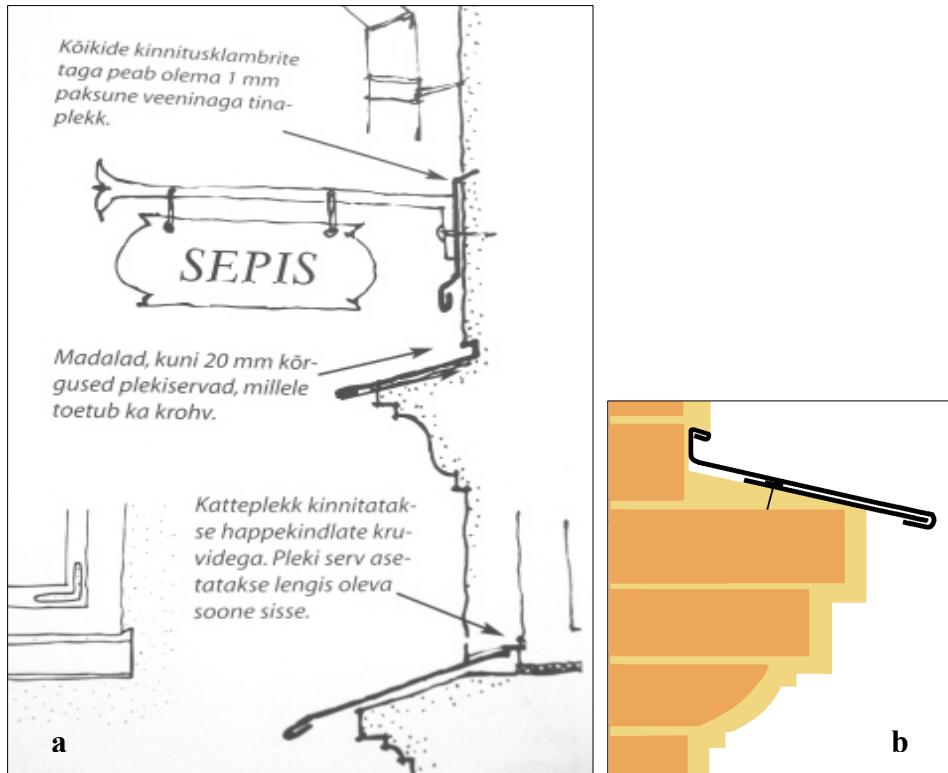 Kõikide kinnitusklambrite
taga peab olema 1 mm
paksune veeninaga tina-
plekk.
SEPIS
Madalad, kuni 20 mm kõr-
gused plekiservad, millele
toetub ka krohv.
Katteplekk kinnitatak-
se happekindlate kru-
videga. Pleki serv ase-
tatakse lengis oleva
soone sisse.
a
b